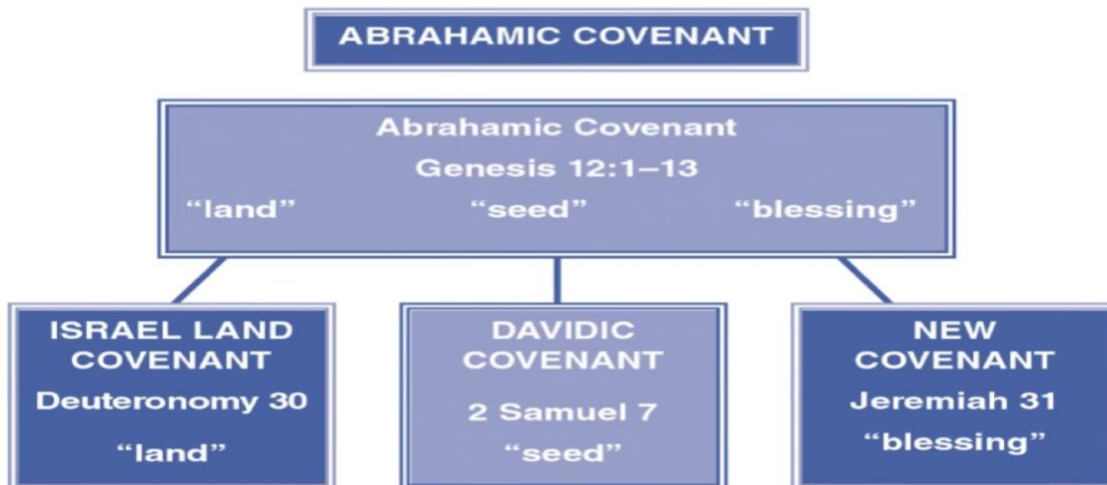 ABRAHAMIC COVENANT
Abrahamic Covenant
Genesis 12:1–13
“land” “seed” “blessing”
ISRAEL LAND
COVENANT
Deuteronomy 30
“land”
DAVIDIC
COVENANT
2 Samuel 7
“seed”
NEW
COVENANT
Jeremiah 31
“blessing”